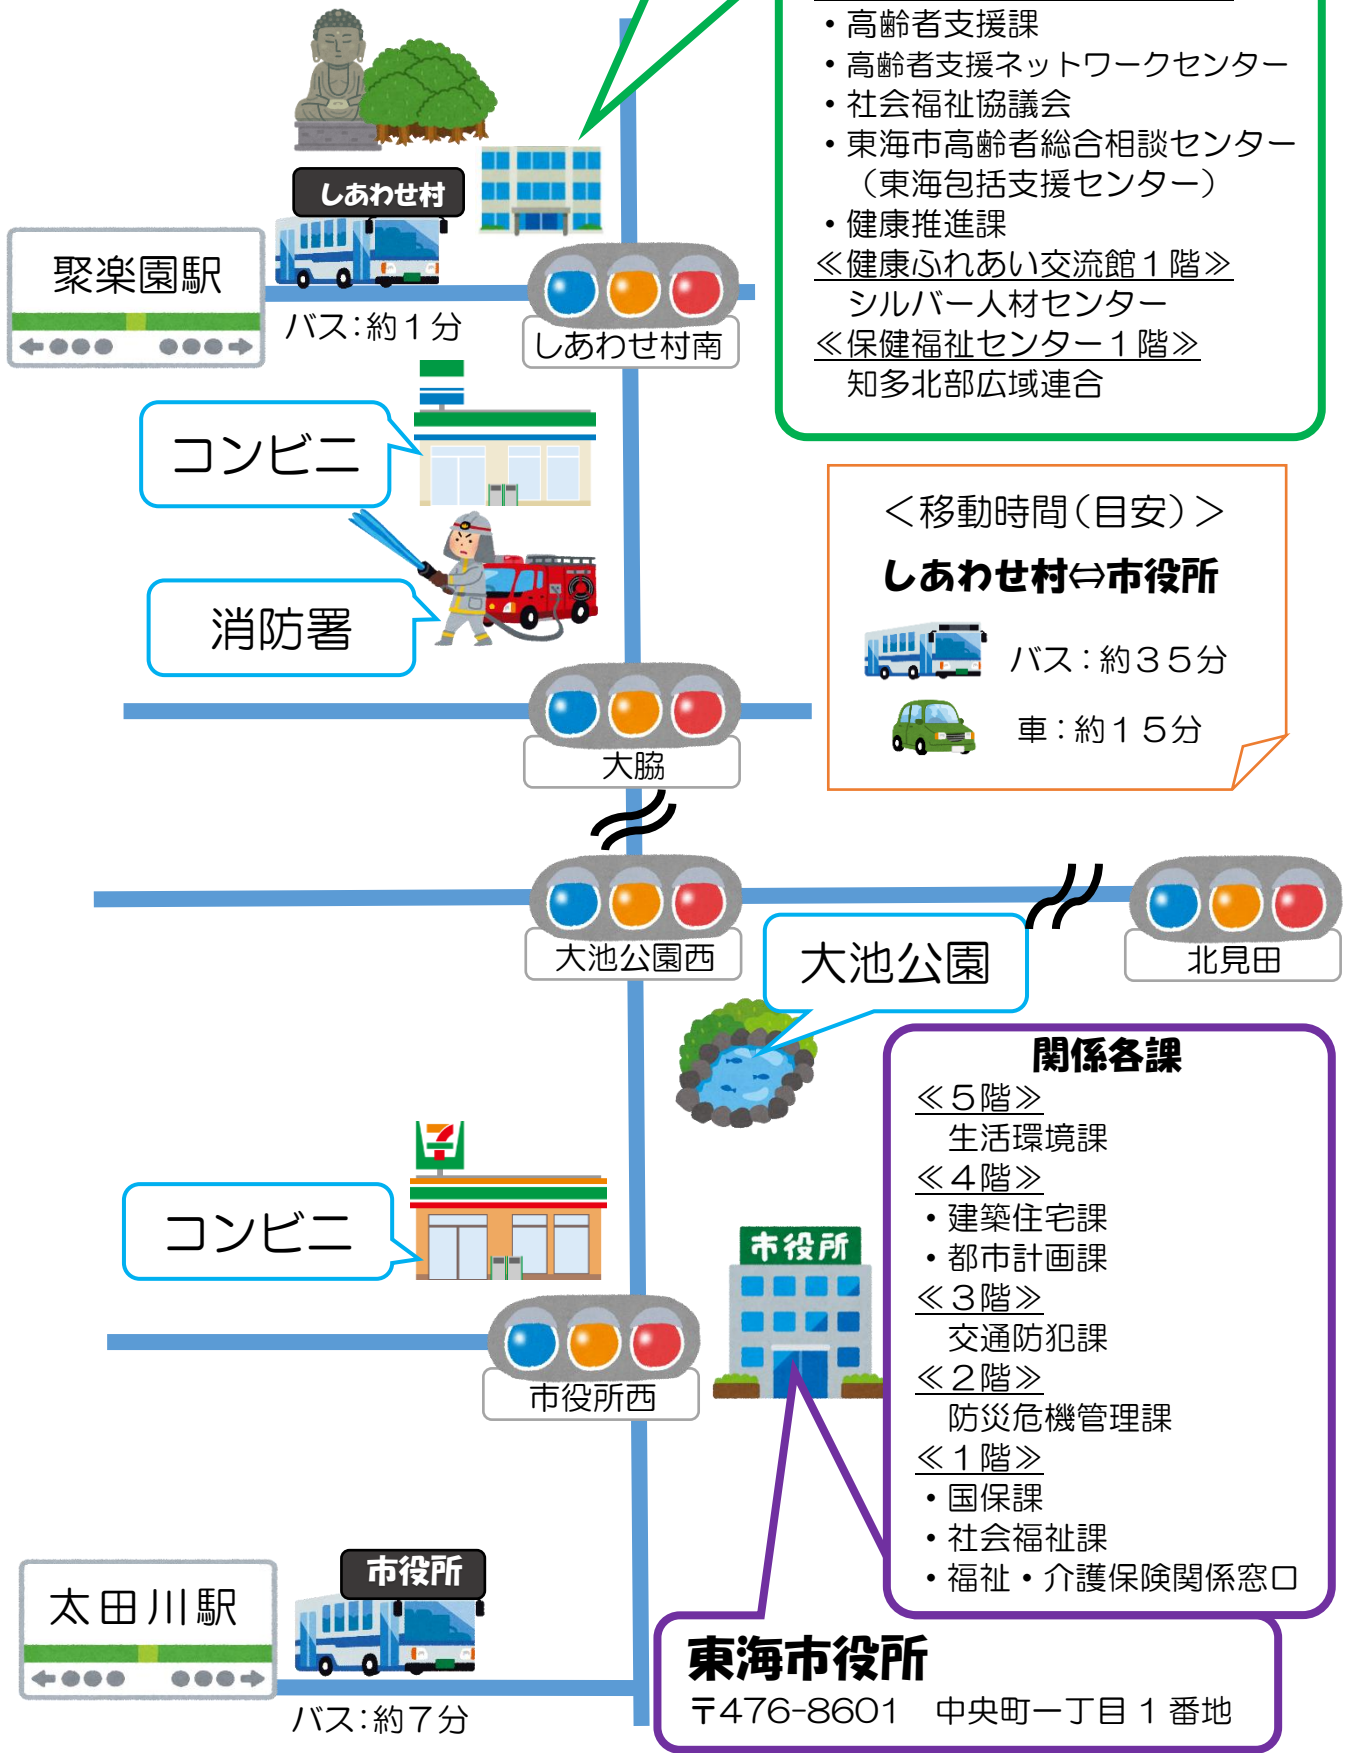 ・高齢者支援課
・高齢者支援ネットワークセンター
・社会福祉協議会
・東海市高齢者総合相談センター
（東海包括支援センター）
・健康推進課
≪健康ふれあい交流館１階≫
シルバー人材センター
≪保健福祉センター１階≫
知多北部広域連合
しあわせ村
聚楽園駅
バス：約１分
しあわせ村南
コンビニ
消防署
＜移動時間（目安）＞
しあわせ村⇔市役所
バス：約３５分
車：約１５分
大脇
大池公園西
大池公園
北見田
関係各課
≪５階≫
生活環境課
≪４階≫
・建築住宅課
・都市計画課
≪３階≫
交通防犯課
≪２階≫
防災危機管理課
≪１階≫
・国保課
・社会福祉課
・福祉・介護保険関係窓口
7
コンビニ
市役所
市役所西
太田川駅
市役所
バス：約７分
東海市役所
〒476-8601　中央町一丁目１番地